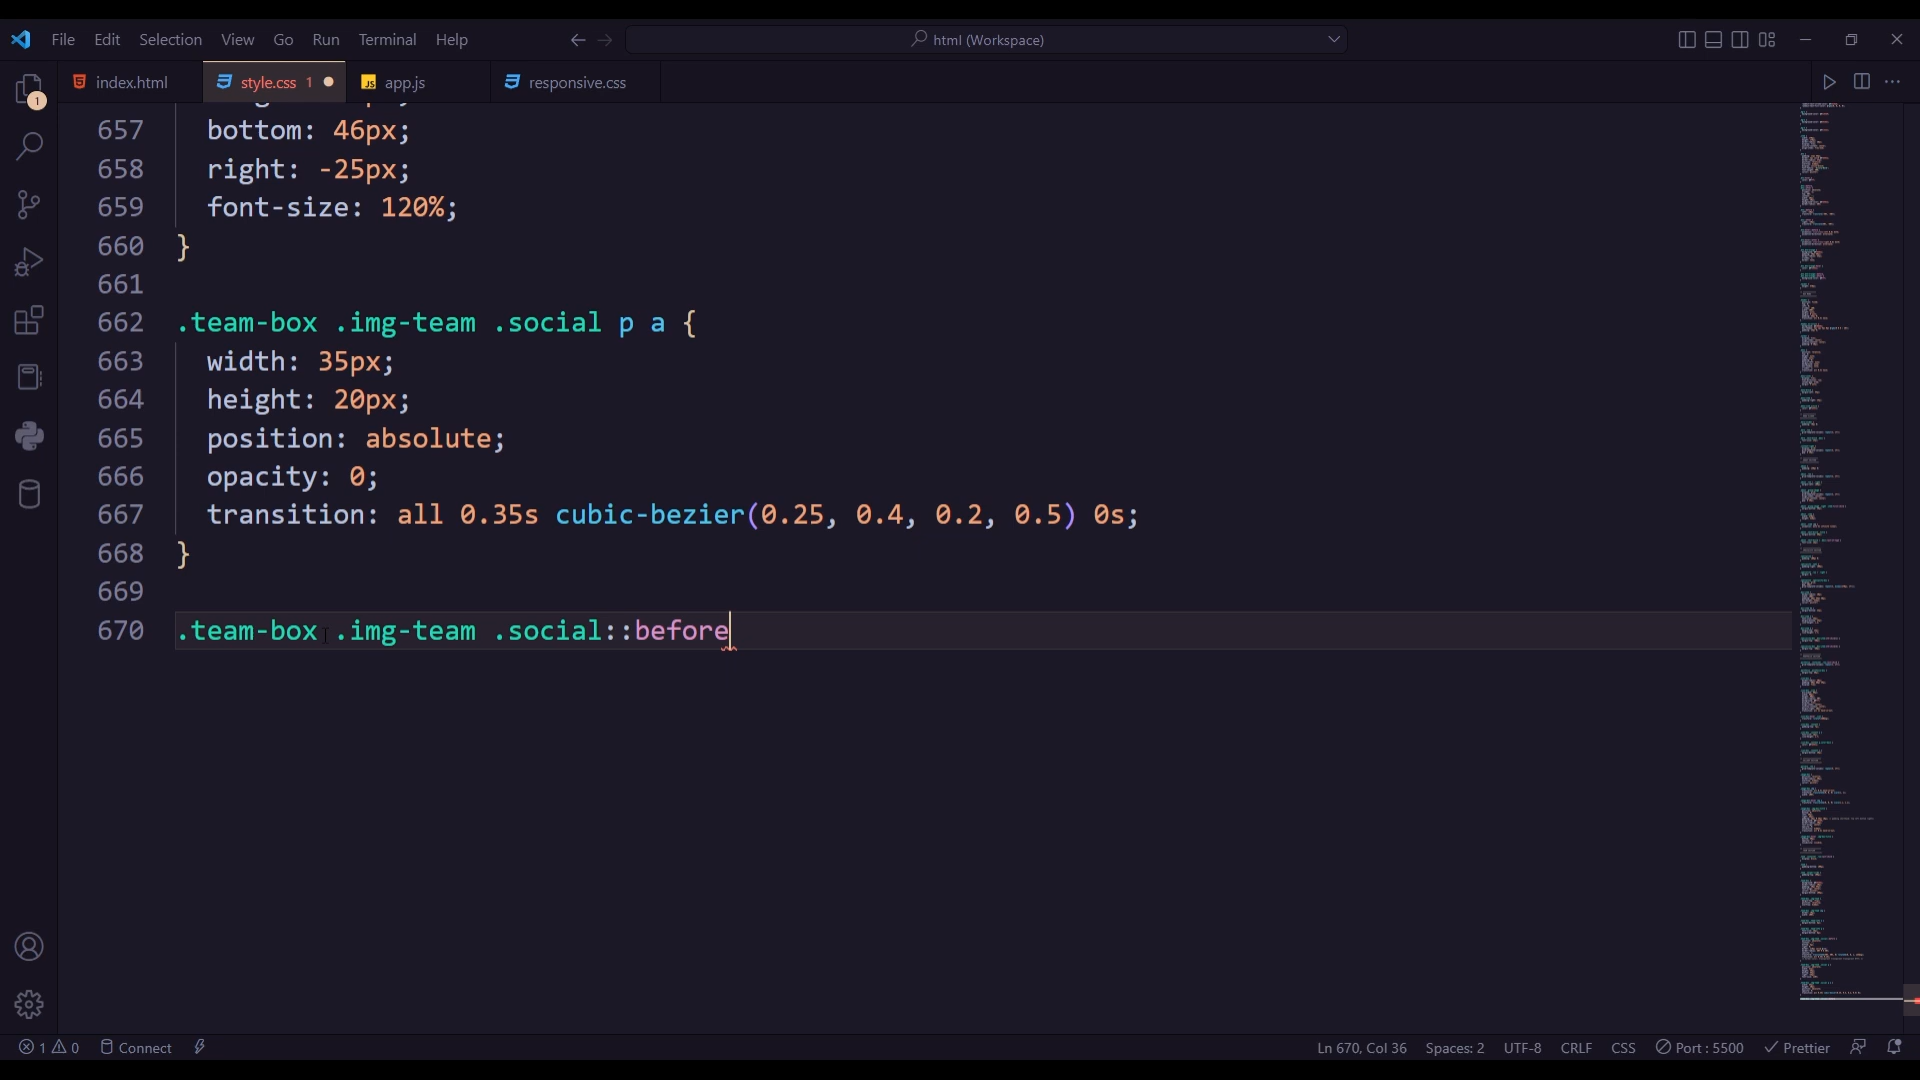 File Edit Selection View Go Run Terminal Help html (Workspace)
index.html style.css 1 app.js responsive.css
1
657 bottom: 46px;
658 right: -25px;
659 font-size: 120%;
660 }
661
662 .team-box .img-team .social p a {
663 width: 35px;
664 height: 20px;
665 position: absolute;
666 opacity: 0;
667 transition: all 0.35s cubic-bezier(0.25, 0.4, 0.2, 0.5) 0s;
668 }
669
670 .team-box .img-team .social::before
1 0 Connect Ln 670, Col 36 Spaces: 2 UTF-8 CRLF CSS Port : 5500 Prettier